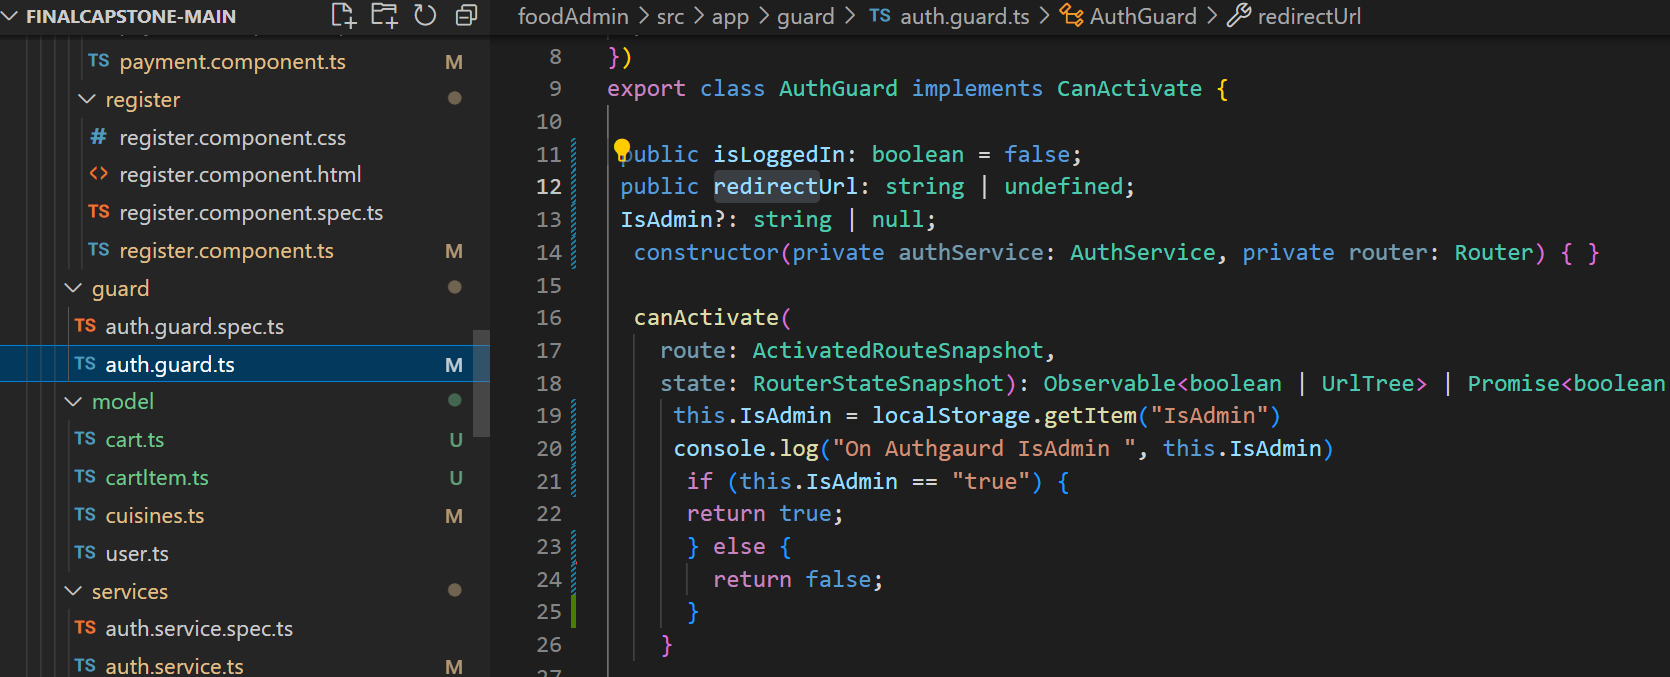 FINALCAPSTONE-MAIN
TS payment.component.ts M
register
# register.component.css
<> register.component.html
TS register.component.spec.ts
TS register.component.ts M
guard
TS auth.guard.spec.ts
TS auth.guard.ts M
model
TS cart.ts U
TS cartItem.ts U
TS cuisines.ts M
TS user.ts
services
TS auth.service.spec.ts
TS auth.service.ts M
foodAdmin > src > app > guard > TS auth.guard.ts > AuthGuard > redirectUrl
8 })
9 export class AuthGuard implements CanActivate {
10
11 public isLoggedIn: boolean = false;
12 public redirectUrl: string | undefined;
13 IsAdmin?: string | null;
14 constructor(private authService: AuthService, private router: Router) { }
15
16 canActivate(
17 route: ActivatedRouteSnapshot,
18 state: RouterStateSnapshot): Observable<boolean | UrlTree> | Promise<boolean
19 this.IsAdmin = localStorage.getItem("IsAdmin")
20 console.log("On Authgaurd IsAdmin ", this.IsAdmin)
21 if (this.IsAdmin == "true") {
22 return true;
23 } else {
24 return false;
25 }
26 }
27